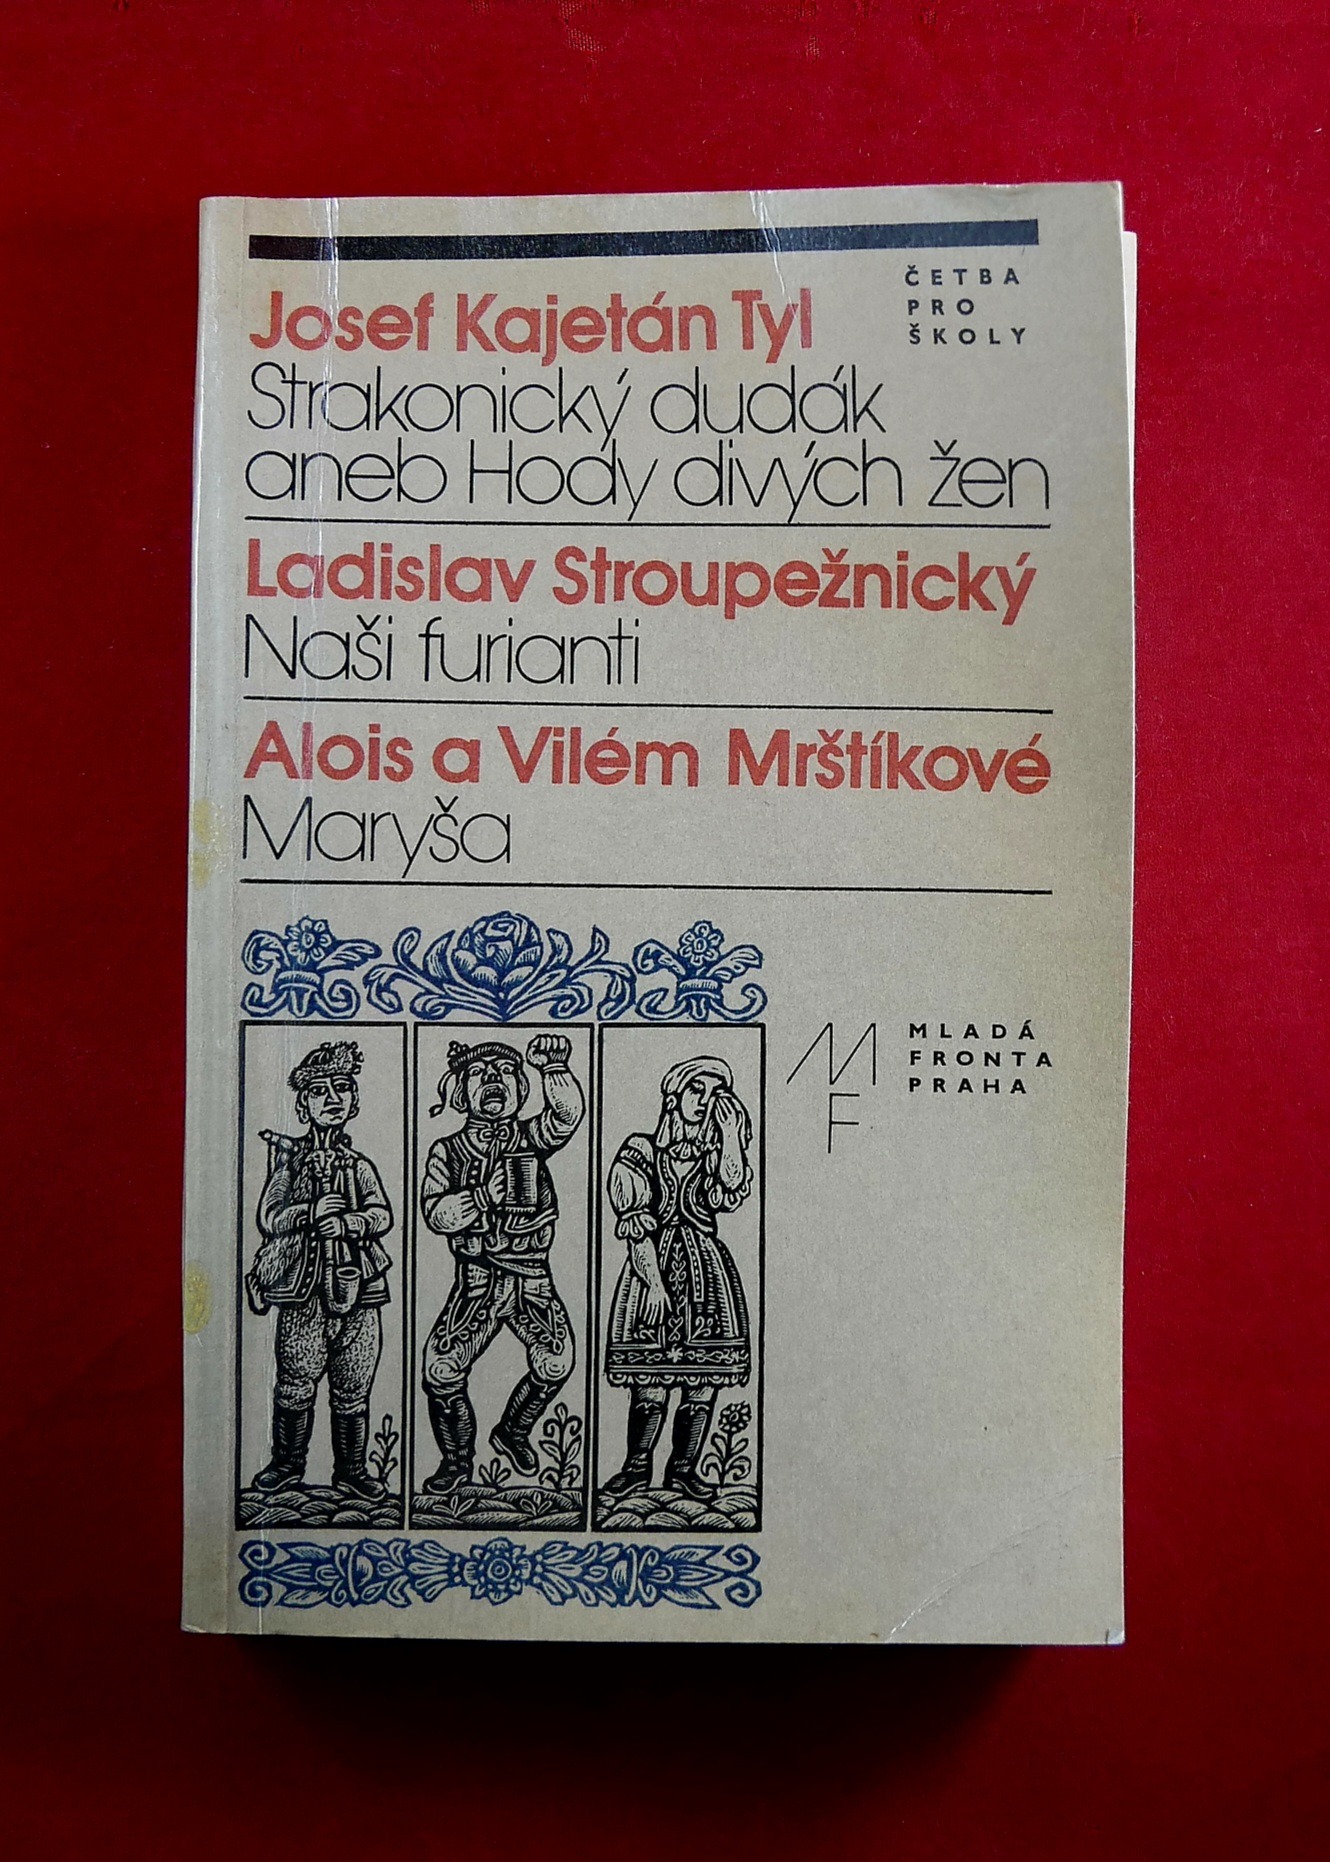 ČETBA
PRO
ŠKOLY
Josef Kajetán Tyl
Strakonický dudák
aneb Hody divých žen
Ladislav Stroupežnický
Naši furianti
Alois a Vilém Mrštíkové
Maryša
MF
MLADÁ
FRONTA
PRAHA